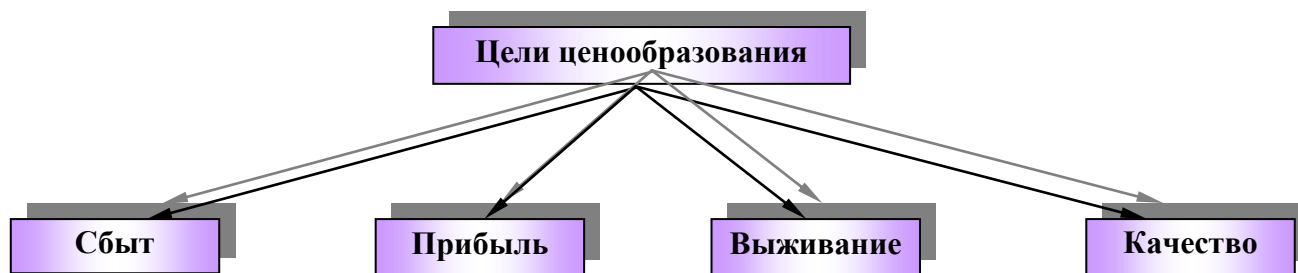 Цели ценообразования
Сбыт
Прибыль
Выживание
Качество